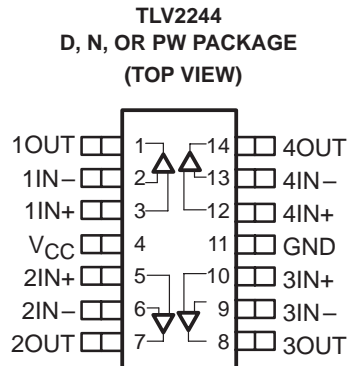 TLV2244
D, N, OR PW PACKAGE
(TOP VIEW)
1OUT 1 14 4OUT
1IN− 2 13 4IN−
1IN+ 3 12 4IN+
VCC 4 11 GND
2IN+ 5 10 3IN+
2IN− 6 9 3IN−
2OUT 7 8 3OUT